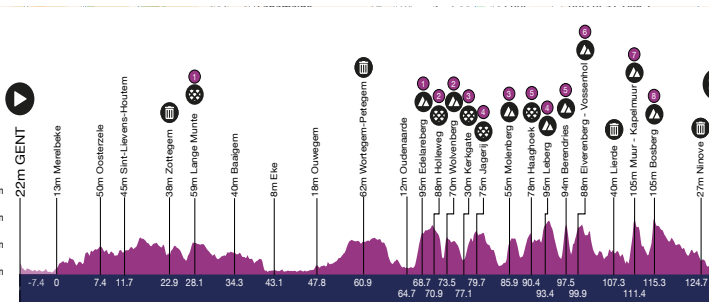 22m GENT
13m Merelbeke
50m Oosterzele
45m Sint-Lievens-Houtem
38m Zottegem
1
59m Lange Munte
40m Baaigem
8m Eke
18m Ouwegem
62m Wortegem-Petegem
12m Oudenaarde
1
95m Edelareberg
2
88m Holleweg
2
70m Wolvenberg
3
30m Kerkgate
4
75m Jagerij
3
55m Molenberg
5
78m Haaghoek
4
95m Leberg
5
94m Berendries
6
88m Elverenberg - Vossenhol
40m Lierde
7
105m Muur - Kapelmuur
8
105m Bosberg
27m Ninove
-7.4 0 7.4 11.7 22.9 28.1 34.3 43.1 47.8 60.9 68.7 73.5 79.7 85.9 90.4 97.5 107.3 115.3 124.7
64.7 70.9 77.1 93.4 99.9 111.4